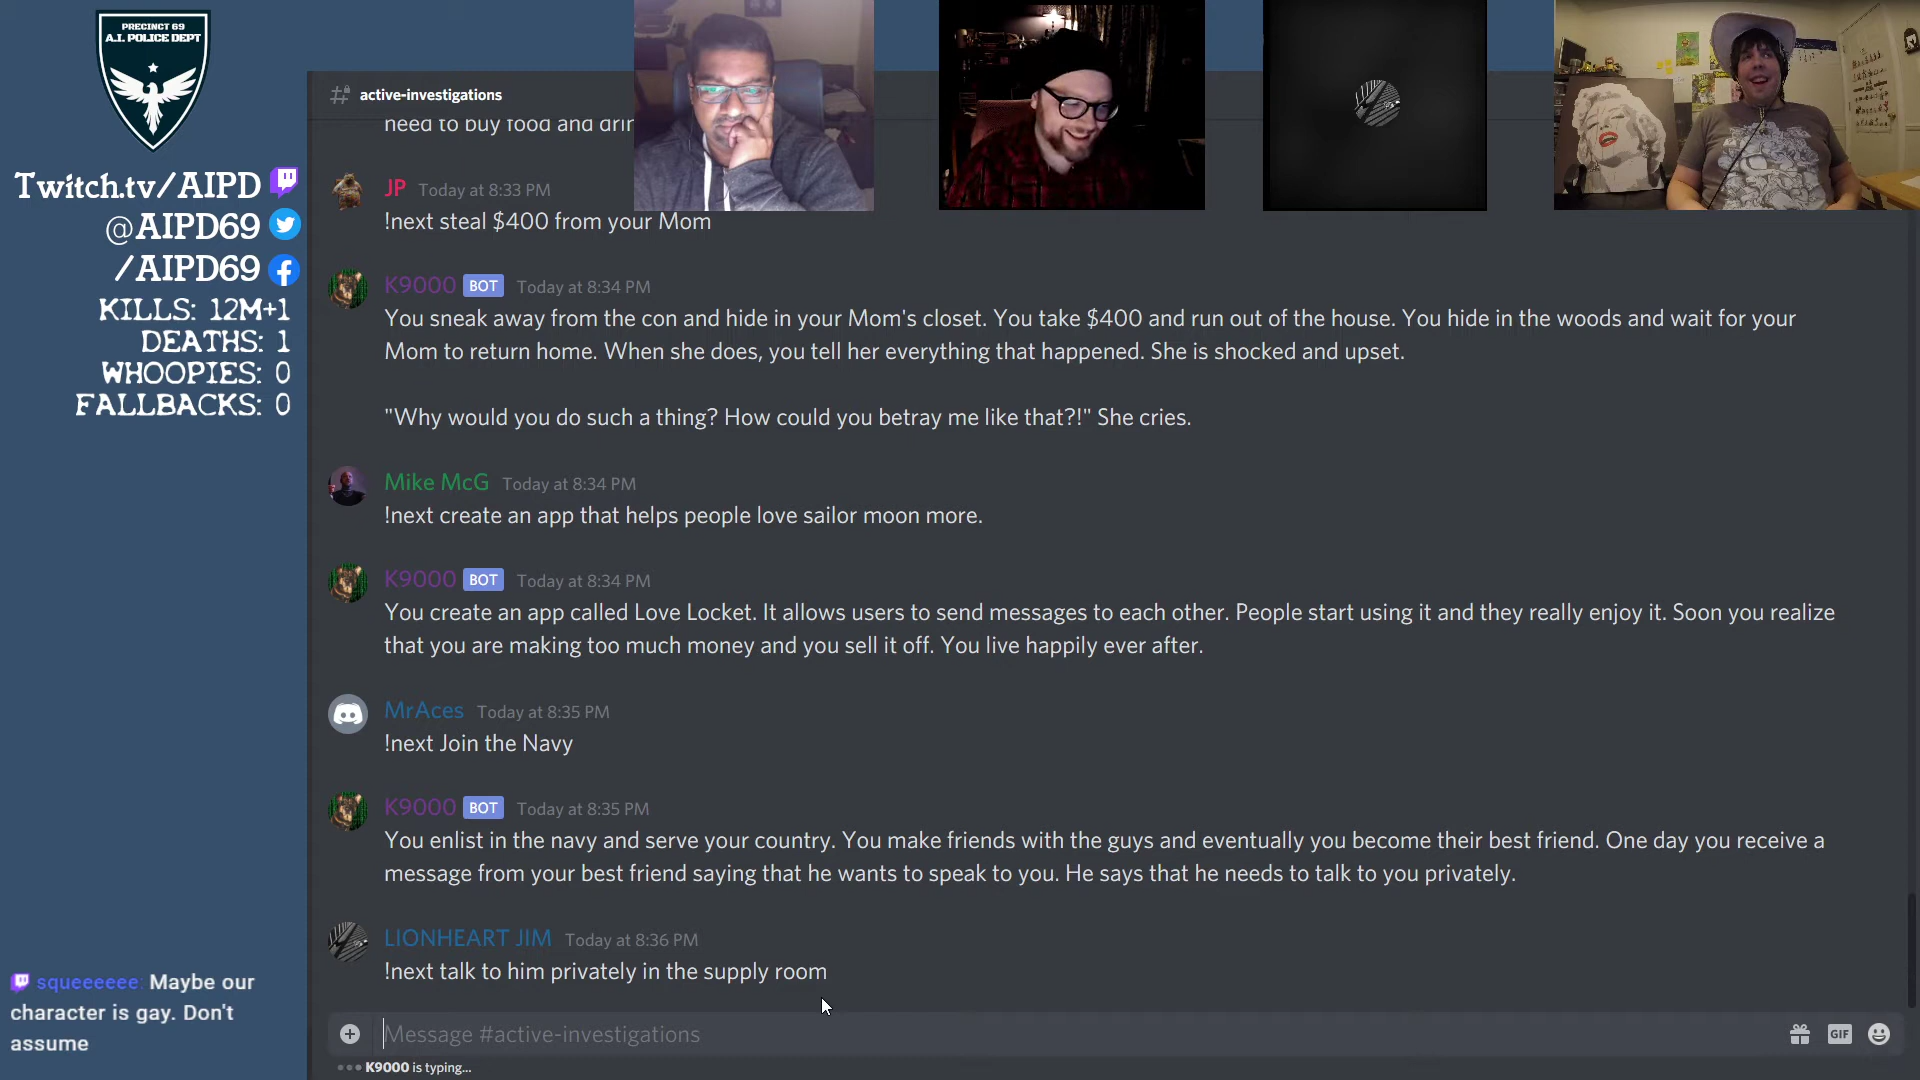 PRECINCT 69
A.I. POLICE DEPT
Twitch.tv/AIPD
@AIPD69
/AIPD69
KILLS: 12M+1
DEATHS: 1
WHOOPIES: 0
FALLBACKS: 0
squeeeeee: Maybe our
character is gay. Don't
assume
active-investigations
need to buy food and drin
JP Today at 8:33 PM
!next steal $400 from your Mom
K9000 BOT Today at 8:34 PM
You sneak away from the con and hide in your Mom's closet. You take $400 and run out of the house. You hide in the woods and wait for your
Mom to return home. When she does, you tell her everything that happened. She is shocked and upset.
"Why would you do such a thing? How could you betray me like that?!" She cries.
Mike McG Today at 8:34 PM
!next create an app that helps people love sailor moon more.
K9000 BOT Today at 8:34 PM
You create an app called Love Locket. It allows users to send messages to each other. People start using it and they really enjoy it. Soon you realize
that you are making too much money and you sell it off. You live happily ever after.
MrAces Today at 8:35 PM
!next Join the Navy
K9000 BOT Today at 8:35 PM
You enlist in the navy and serve your country. You make friends with the guys and eventually you become their best friend. One day you receive a
message from your best friend saying that he wants to speak to you. He says that he needs to talk to you privately.
LIONHEART JIM Today at 8:36 PM
!next talk to him privately in the supply room
Message #active-investigations
GIF
K9000 is typing...